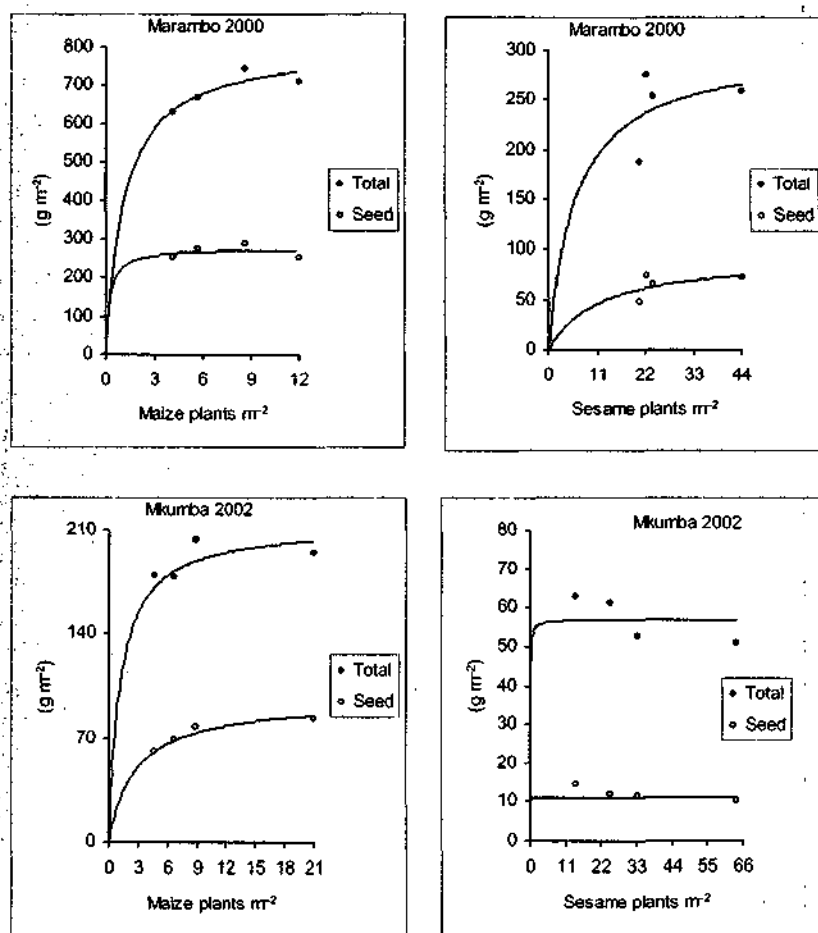 Marambo 2000
800
700
600
500
400
300
200
100
0
(g m⁻²)
0 3 6 9 12
Maize plants m⁻²
Total
Seed
Marambo 2000
300
250
200
150
100
50
0
(g m⁻²)
0 11 22 33 44
Sesame plants m⁻²
Total
Seed
Mkumba 2002
210
140
70
0
(g m⁻²)
0 3 6 9 12 15 18 21
Maize plants m⁻²
Total
Seed
Mkumba 2002
80
70
60
50
40
30
20
10
0
(g m⁻²)
0 11 22 33 44 55 66
Sesame plants m⁻²
Total
Seed